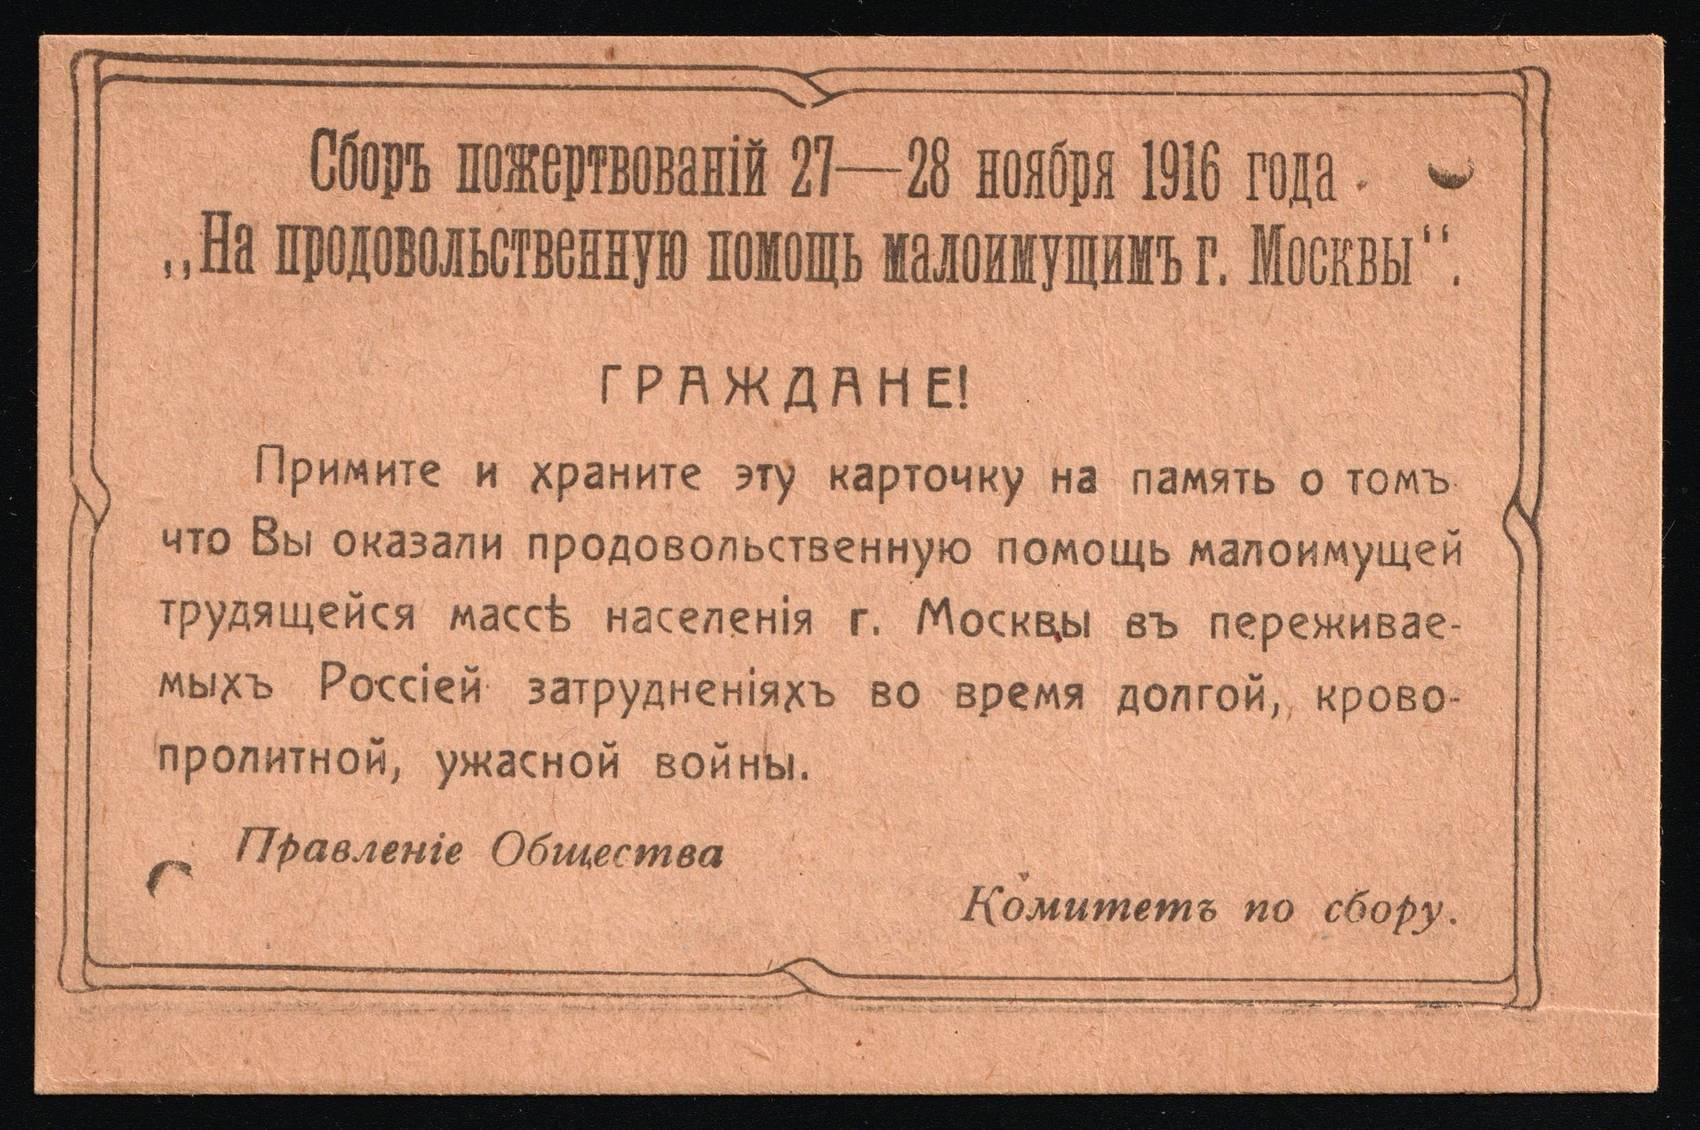 Сборъ пожертвованій 27—28 ноября 1916 года
„На продовольственную помощь малоимущимъ г. Москвы“.
ГРАЖДАНЕ!
Примите и храните эту карточку на память о томъ
что Вы оказали продовольственную помощь малоимущей
трудящейся массѣ населенія г. Москвы въ переживае-
мыхъ Россіей затрудненіяхъ во время долгой, крово-
пролитной, ужасной войны.
Правленіе Общества
Комитетъ по сбору.